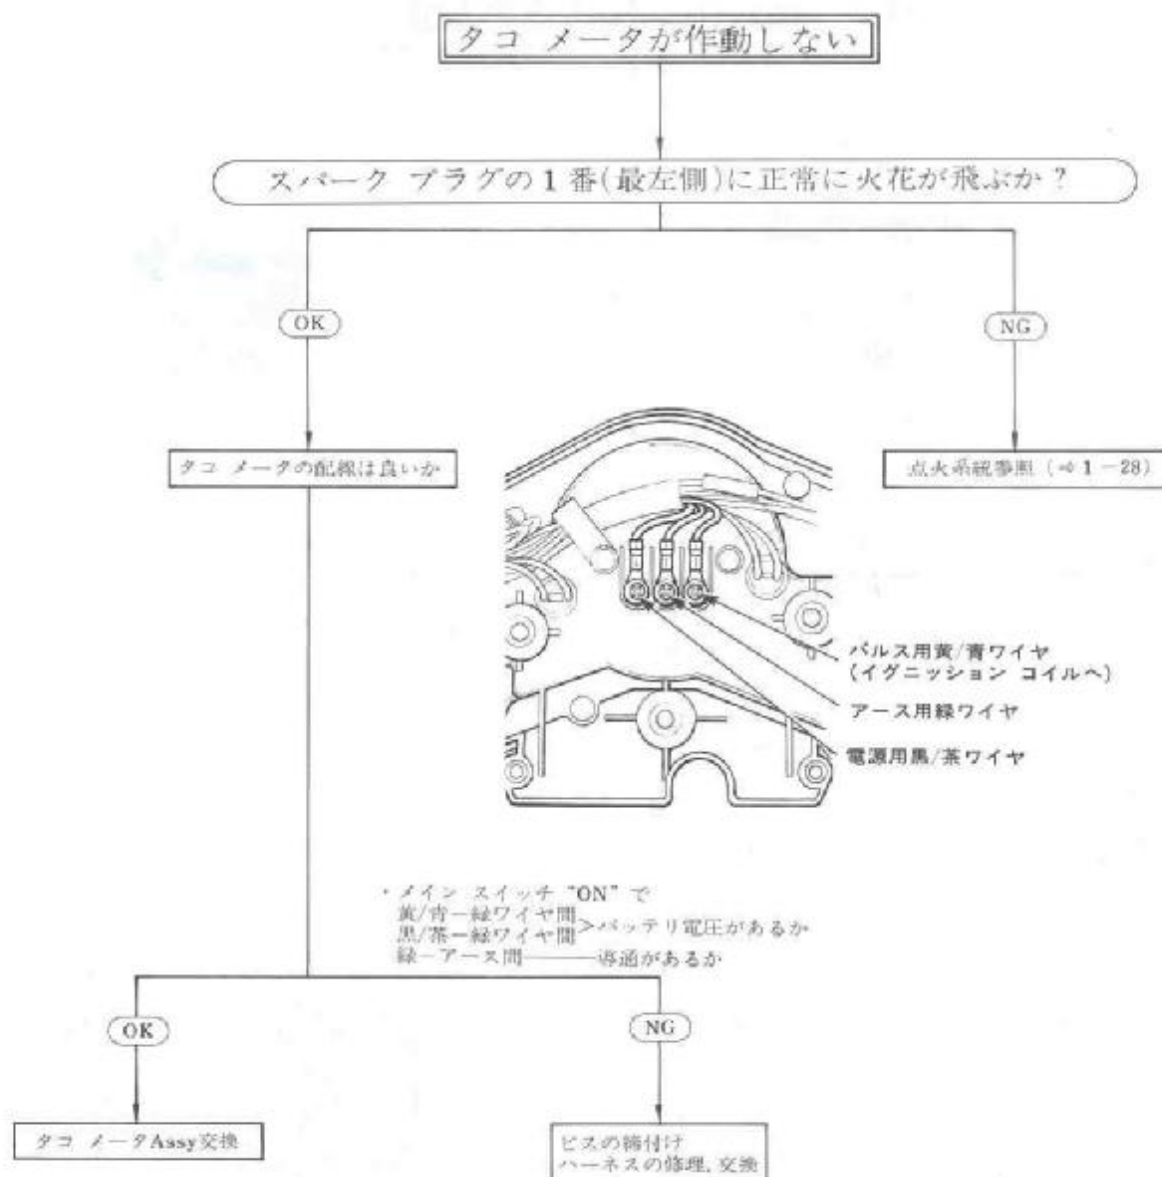 タコ メータが作動しない
スパーク プラグの1番(最左側)に正常に火花が飛ぶか?
OK
NG
タコ メータの配線は良いか
点火系統参照 (⇨1-28)
パルス用黄/青ワイヤ
(イグニッション コイルへ)
アース用緑ワイヤ
電源用黒/茶ワイヤ
・メイン スイッチ “ON” で
黄/青ー緑ワイヤ間
黒/茶ー緑ワイヤ間>バッテリ電圧があるか
緑ーアース間――導通があるか
OK
NG
タコ メータAssy交換
ビスの締付け
ハーネスの修理, 交換